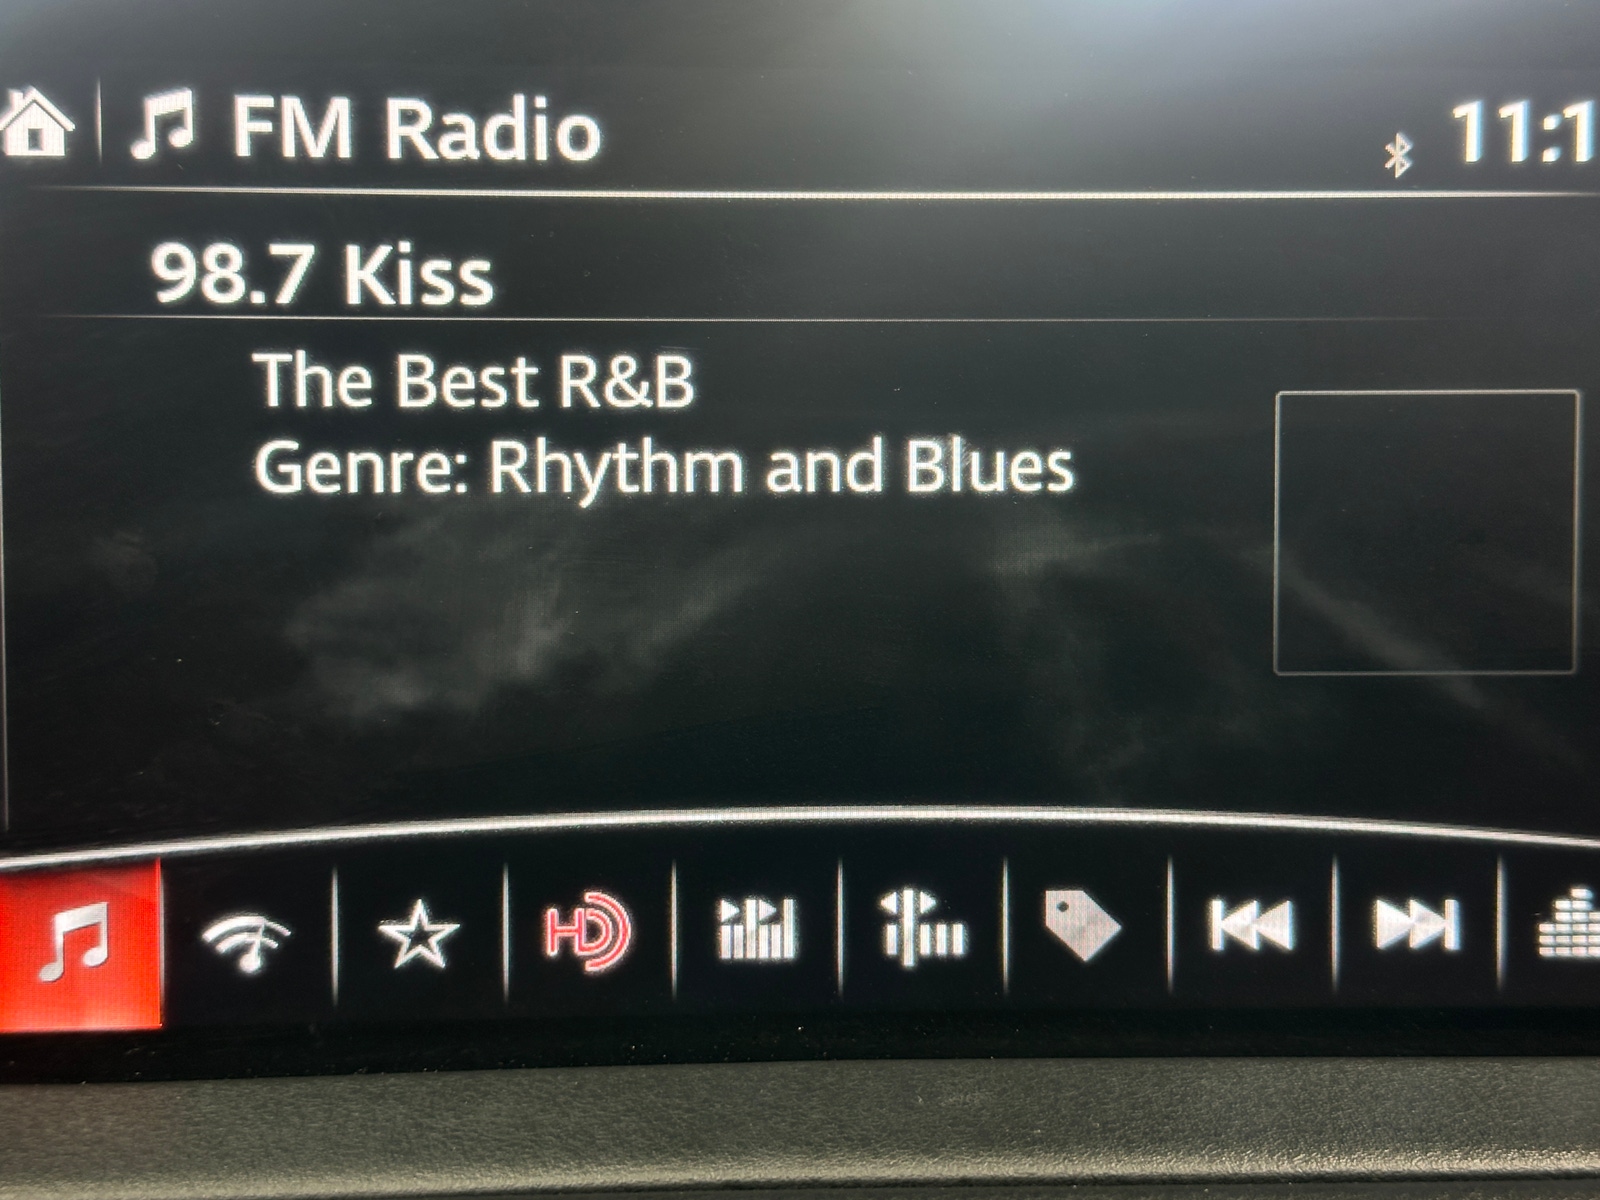 FM Radio
11:1
98.7 Kiss
The Best R&B
Genre: Rhythm and Blues
HD